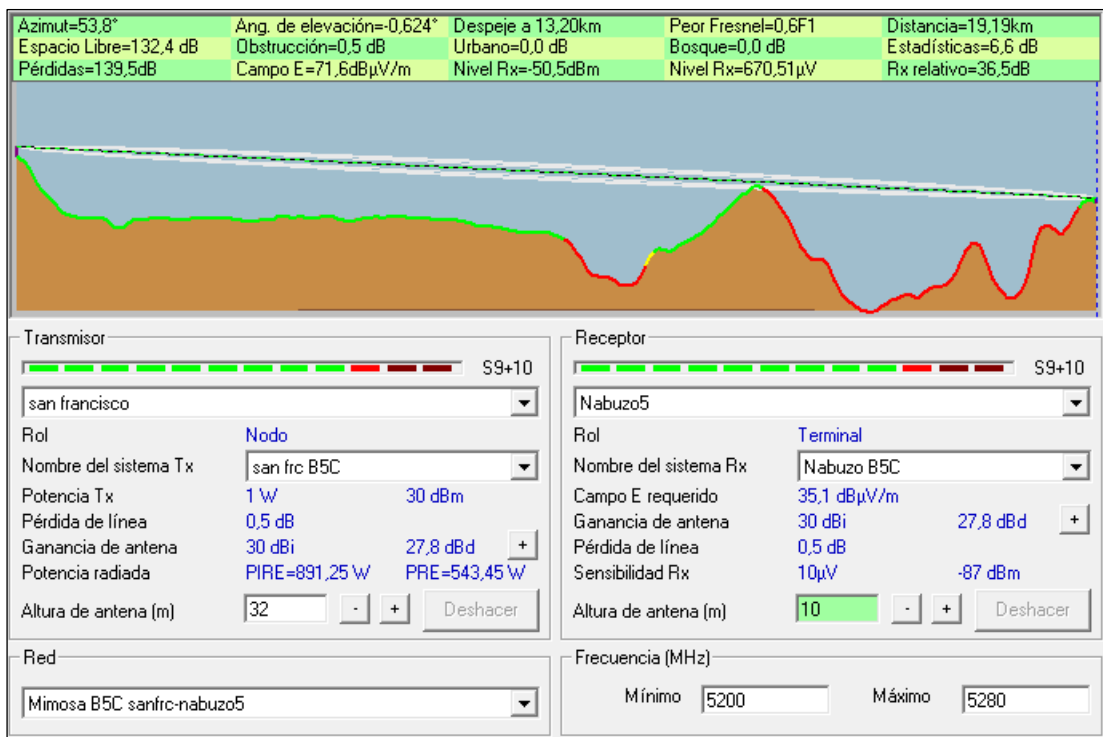 Azimut=53,8° Ang. de elevación=-0,624° Despeje a 13,20km Peor Fresnel=0,6F1 Distancia=19,19km
Espacio Libre=132,4 dB Obstrucción=0,5 dB Urbano=0,0 dB Bosque=0,0 dB Estadísticas=6,6 dB
Pérdidas=139,5dB Campo E=71,6dBµV/m Nivel Rx=-50,5dBm Nivel Rx=670,51µV Rx relativo=36,5dB
Transmisor
S9+10
san francisco
Rol Nodo
Nombre del sistema Tx san frc B5C
Potencia Tx 1 W 30 dBm
Pérdida de línea 0,5 dB
Ganancia de antena 30 dBi 27,8 dBd +
Potencia radiada PIRE=891,25 W PRE=543,45 W
Altura de antena (m) 32 - + Deshacer
Receptor
S9+10
Nabuzo5
Rol Terminal
Nombre del sistema Rx Nabuzo B5C
Campo E requerido 35,1 dBµV/m
Ganancia de antena 30 dBi 27,8 dBd +
Pérdida de línea 0,5 dB
Sensibilidad Rx 10µV -87 dBm
Altura de antena (m) 10 - + Deshacer
Red
Mimosa B5C sanfrc-nabuzo5
Frecuencia (MHz)
Mínimo 5200 Máximo 5280